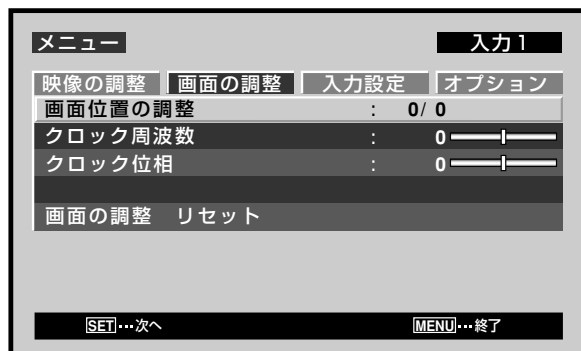 メニュー 入力1
映像の調整 画面の調整 入力設定 オプション
画面位置の調整 : 0/ 0
クロック周波数 : 0
クロック位相 : 0
画面の調整 リセット
SET…次へ MENU…終了